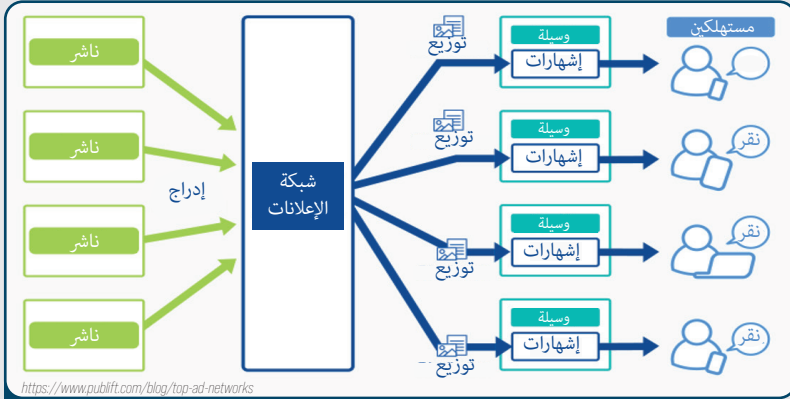 مستهلكين
ناشر
توزيع
وسيلة
إشهارات
ناشر
توزيع
وسيلة
إشهارات
نقر
إدراج
شبكة
الإعلانات
ناشر
توزيع
وسيلة
إشهارات
نقر
ناشر
توزيع
وسيلة
إشهارات
نقر
https://www.publift.com/blog/top-ad-networks